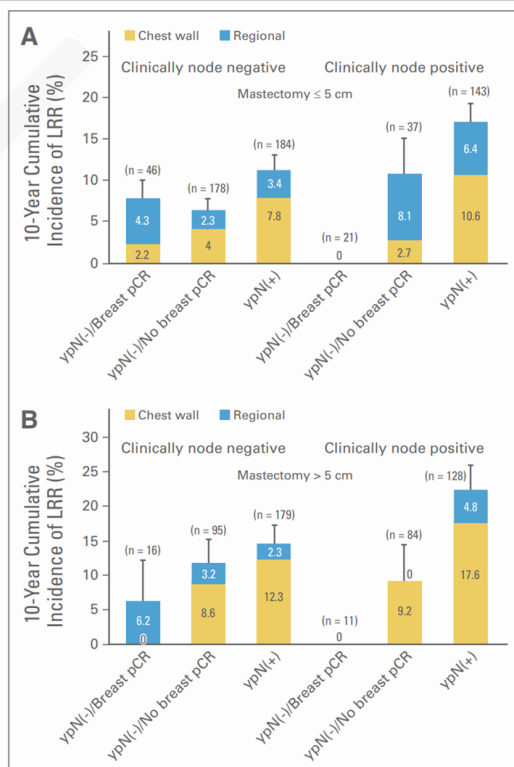 A
Chest wall Regional
Clinically node negative Clinically node positive
Mastectomy ≤ 5 cm
10-Year Cumulative
Incidence of LRR (%)
25
20
15
10
5
0
(n = 46)
4.3
2.2
(n = 178)
2.3
4
(n = 184)
3.4
7.8
(n = 21)
0
(n = 37)
8.1
2.7
(n = 143)
6.4
10.6
ypN(-)/Breast pCR
ypN(-)/No breast pCR
ypN(+)
ypN(-)/Breast pCR
ypN(-)/No breast pCR
ypN(+)
B
Chest wall Regional
Clinically node negative Clinically node positive
Mastectomy > 5 cm
10-Year Cumulative
Incidence of LRR (%)
30
25
20
15
10
5
0
(n = 16)
6.2
0
(n = 95)
3.2
8.6
(n = 179)
2.3
12.3
(n = 11)
0
(n = 84)
0
9.2
(n = 128)
4.8
17.6
ypN(-)/Breast pCR
ypN(-)/No breast pCR
ypN(+)
ypN(-)/Breast pCR
ypN(-)/No breast pCR
ypN(+)